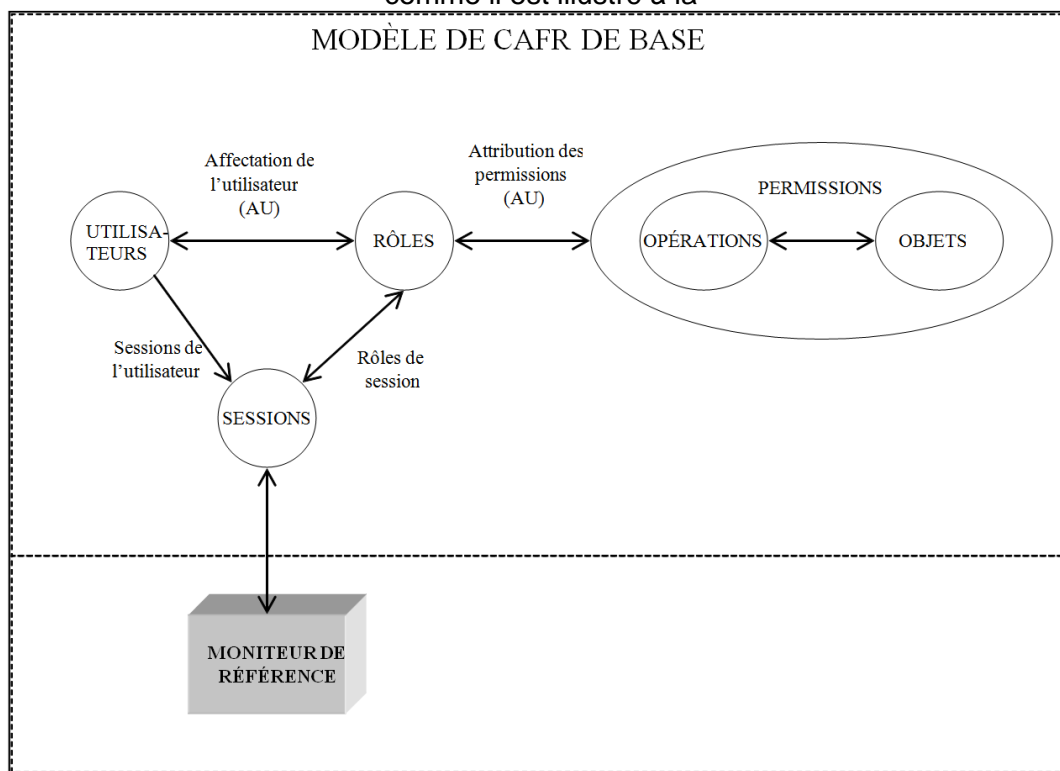 comme il est illustré à la
MODÈLE DE CAFR DE BASE
Affectation de
l'utilisateur
(AU)
Attribution des
permissions
(AU)
UTILISA-
TEURS
RÔLES
PERMISSIONS
OPÉRATIONS
OBJETS
Sessions de
l'utilisateur
Rôles de
session
SESSIONS
MONITEUR DE
RÉFÉRENCE